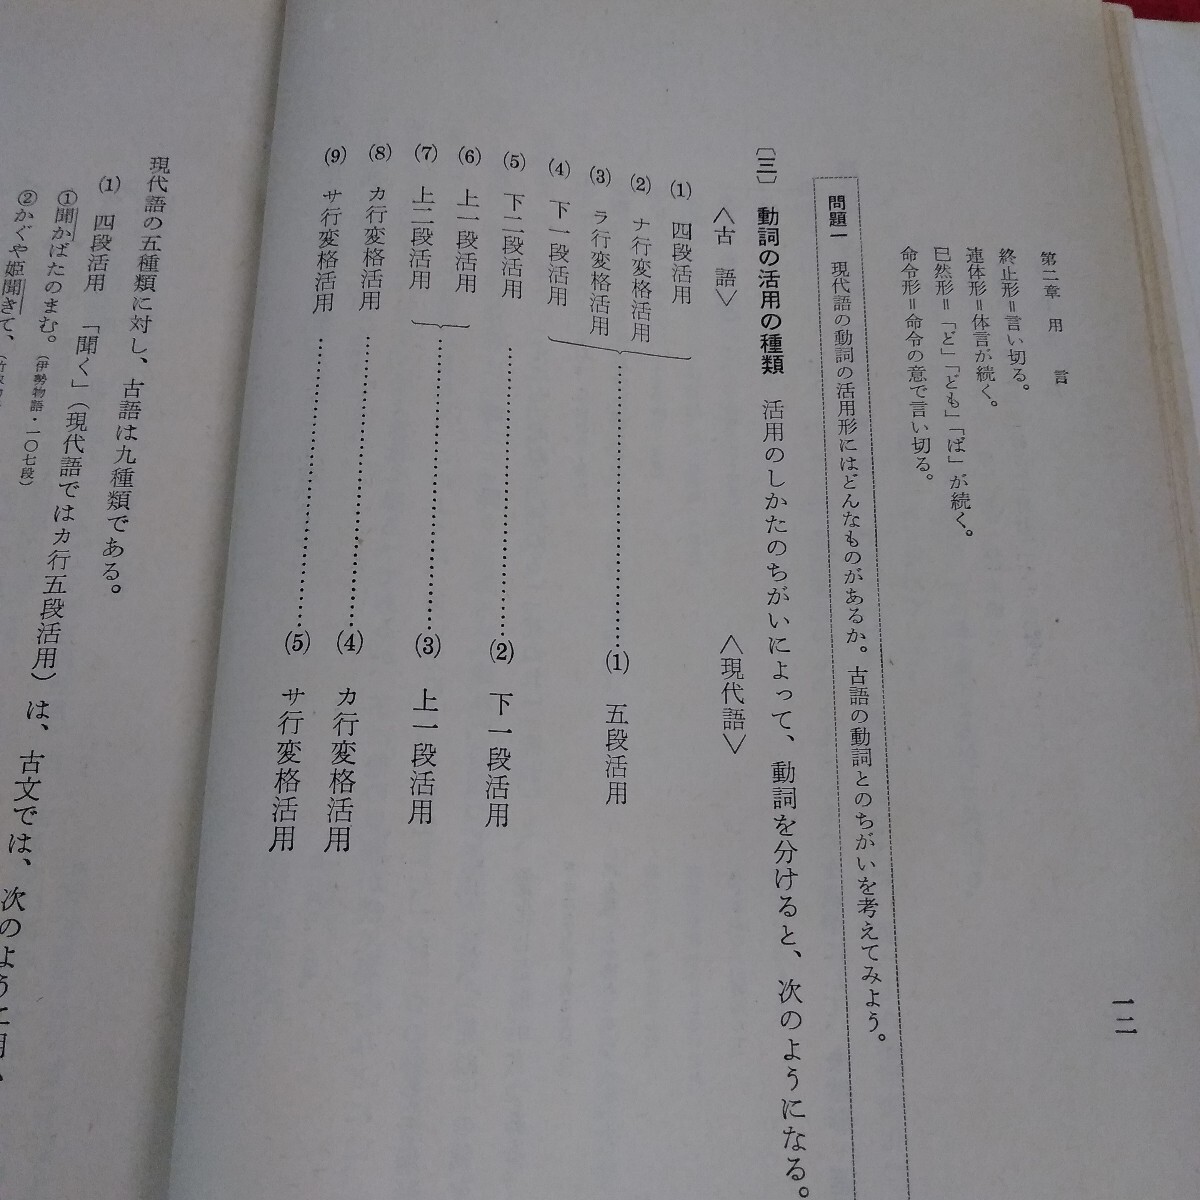 第二章 用 言
一二
終止形＝言い切る。
連体形＝体言が続く。
已然形＝「ど」「ども」「ば」が続く。
命令形＝命令の意で言い切る。
問題一 現代語の動詞の活用形にはどんなものがあるか。古語の動詞とのちがいを考えてみよう。
〔三〕 動詞の活用の種類 活用のしかたのちがいによって、動詞を分けると、次のようになる。
〈古 語〉 〈現代語〉
(1) 四段活用
(2) ナ行変格活用
(3) ラ行変格活用……(1) 五段活用
(4) 下一段活用
(5) 下二段活用……(2) 下一段活用
(6) 上一段活用
(7) 上二段活用……(3) 上一段活用
(8) カ行変格活用……(4) カ行変格活用
(9) サ行変格活用……(5) サ行変格活用
現代語の五種類に対し、古語は九種類である。
(1) 四段活用 「聞く」（現代語ではカ行五段活用）は、古文では、次のように
①聞かばたのまむ。（伊勢物語・一〇七段）
②かぐや姫聞きて、